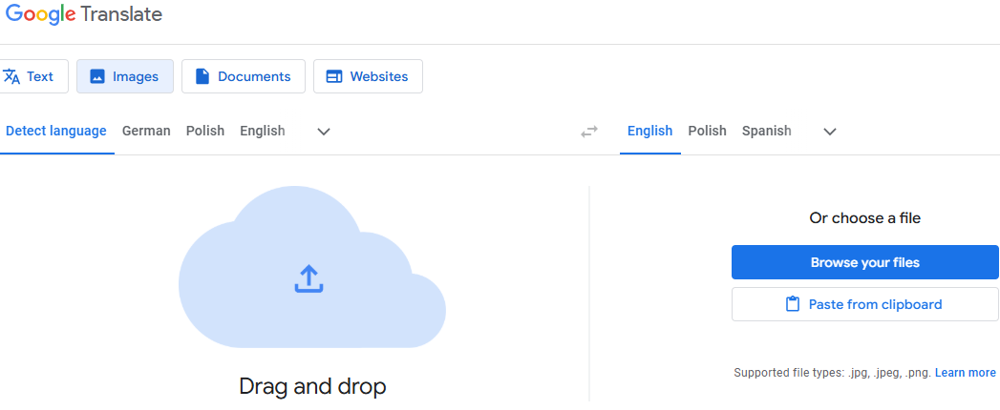 Google Translate
Text Images Documents Websites
Detect language German Polish English English Polish Spanish
Or choose a file
Browse your files
Paste from clipboard
Supported file types: .jpg, .jpeg, .png. Learn more
Drag and drop